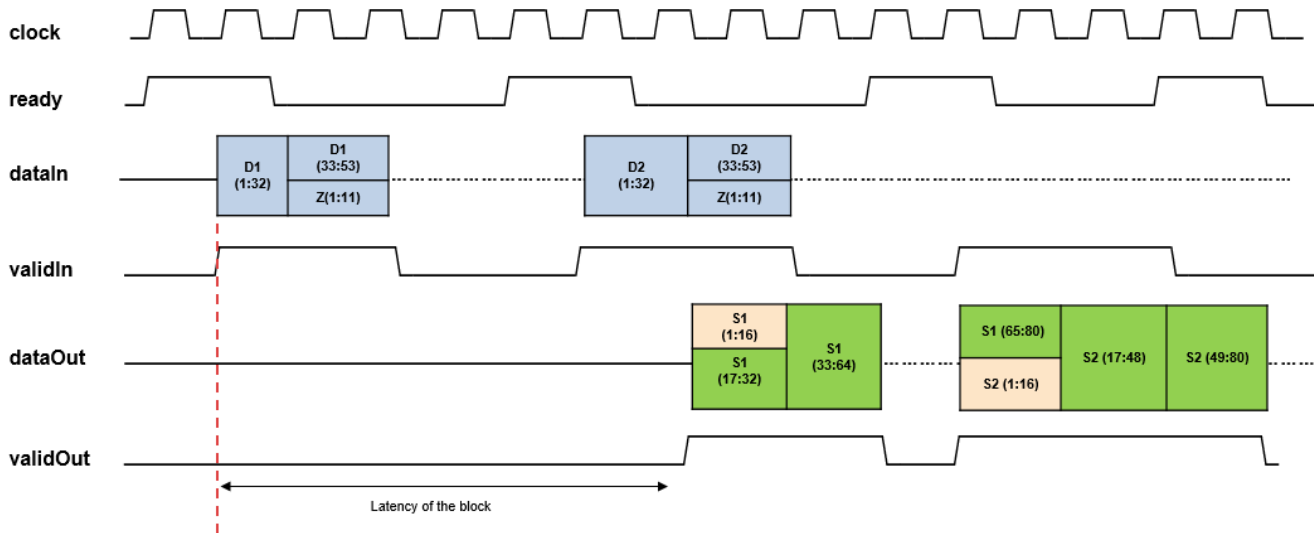 clock
ready
dataIn
D1
(1:32)
D1
(33:53)
Z(1:11)
D2
(1:32)
D2
(33:53)
Z(1:11)
validIn
dataOut
S1
(1:16)
S1
(17:32)
S1
(33:64)
S1 (65:80)
S2 (1:16)
S2 (17:48)
S2 (49:80)
validOut
Latency of the block